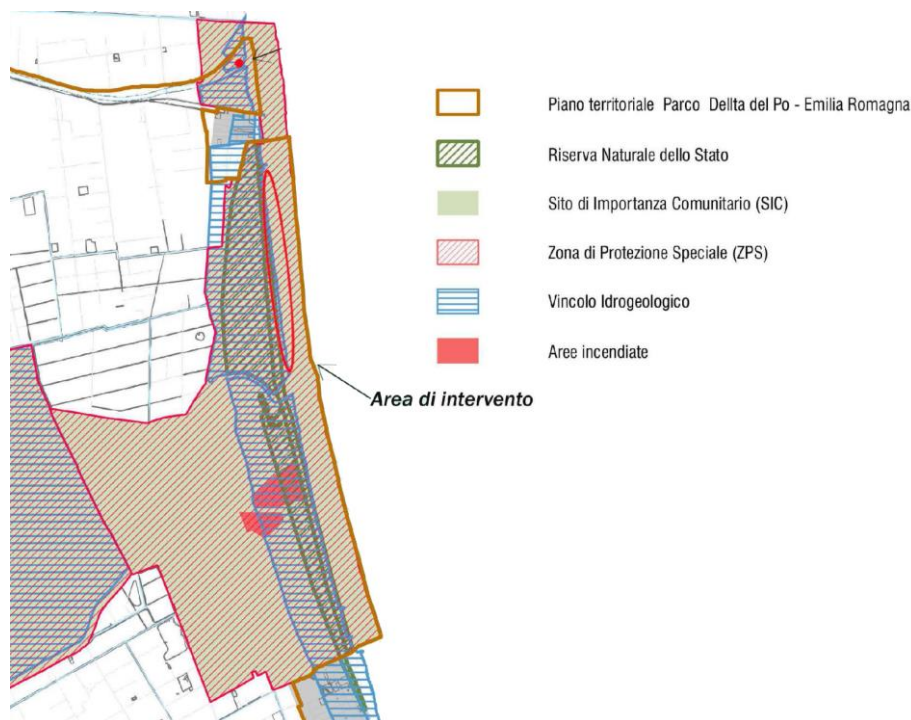 Piano territoriale Parco Dellta del Po - Emilia Romagna
Riserva Naturale dello Stato
Sito di Importanza Comunitario (SIC)
Zona di Protezione Speciale (ZPS)
Vincolo Idrogeologico
Aree incendiate
Area di intervento